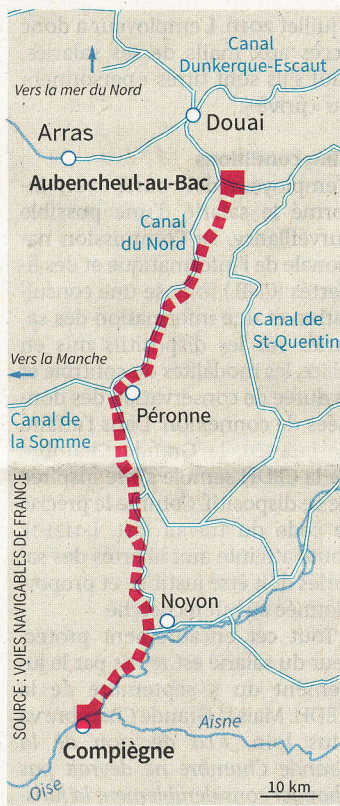 Canal
Dunkerque-Escaut
Vers la mer du Nord
Douai
Arras
Aubencheul-au-Bac
Canal
du Nord
Canal de
St-Quentin
Vers la Manche
Péronne
Canal de
la Somme
Noyon
Aisne
Compiègne
Oise
10 km
SOURCE : VOIES NAVIGABLES DE FRANCE